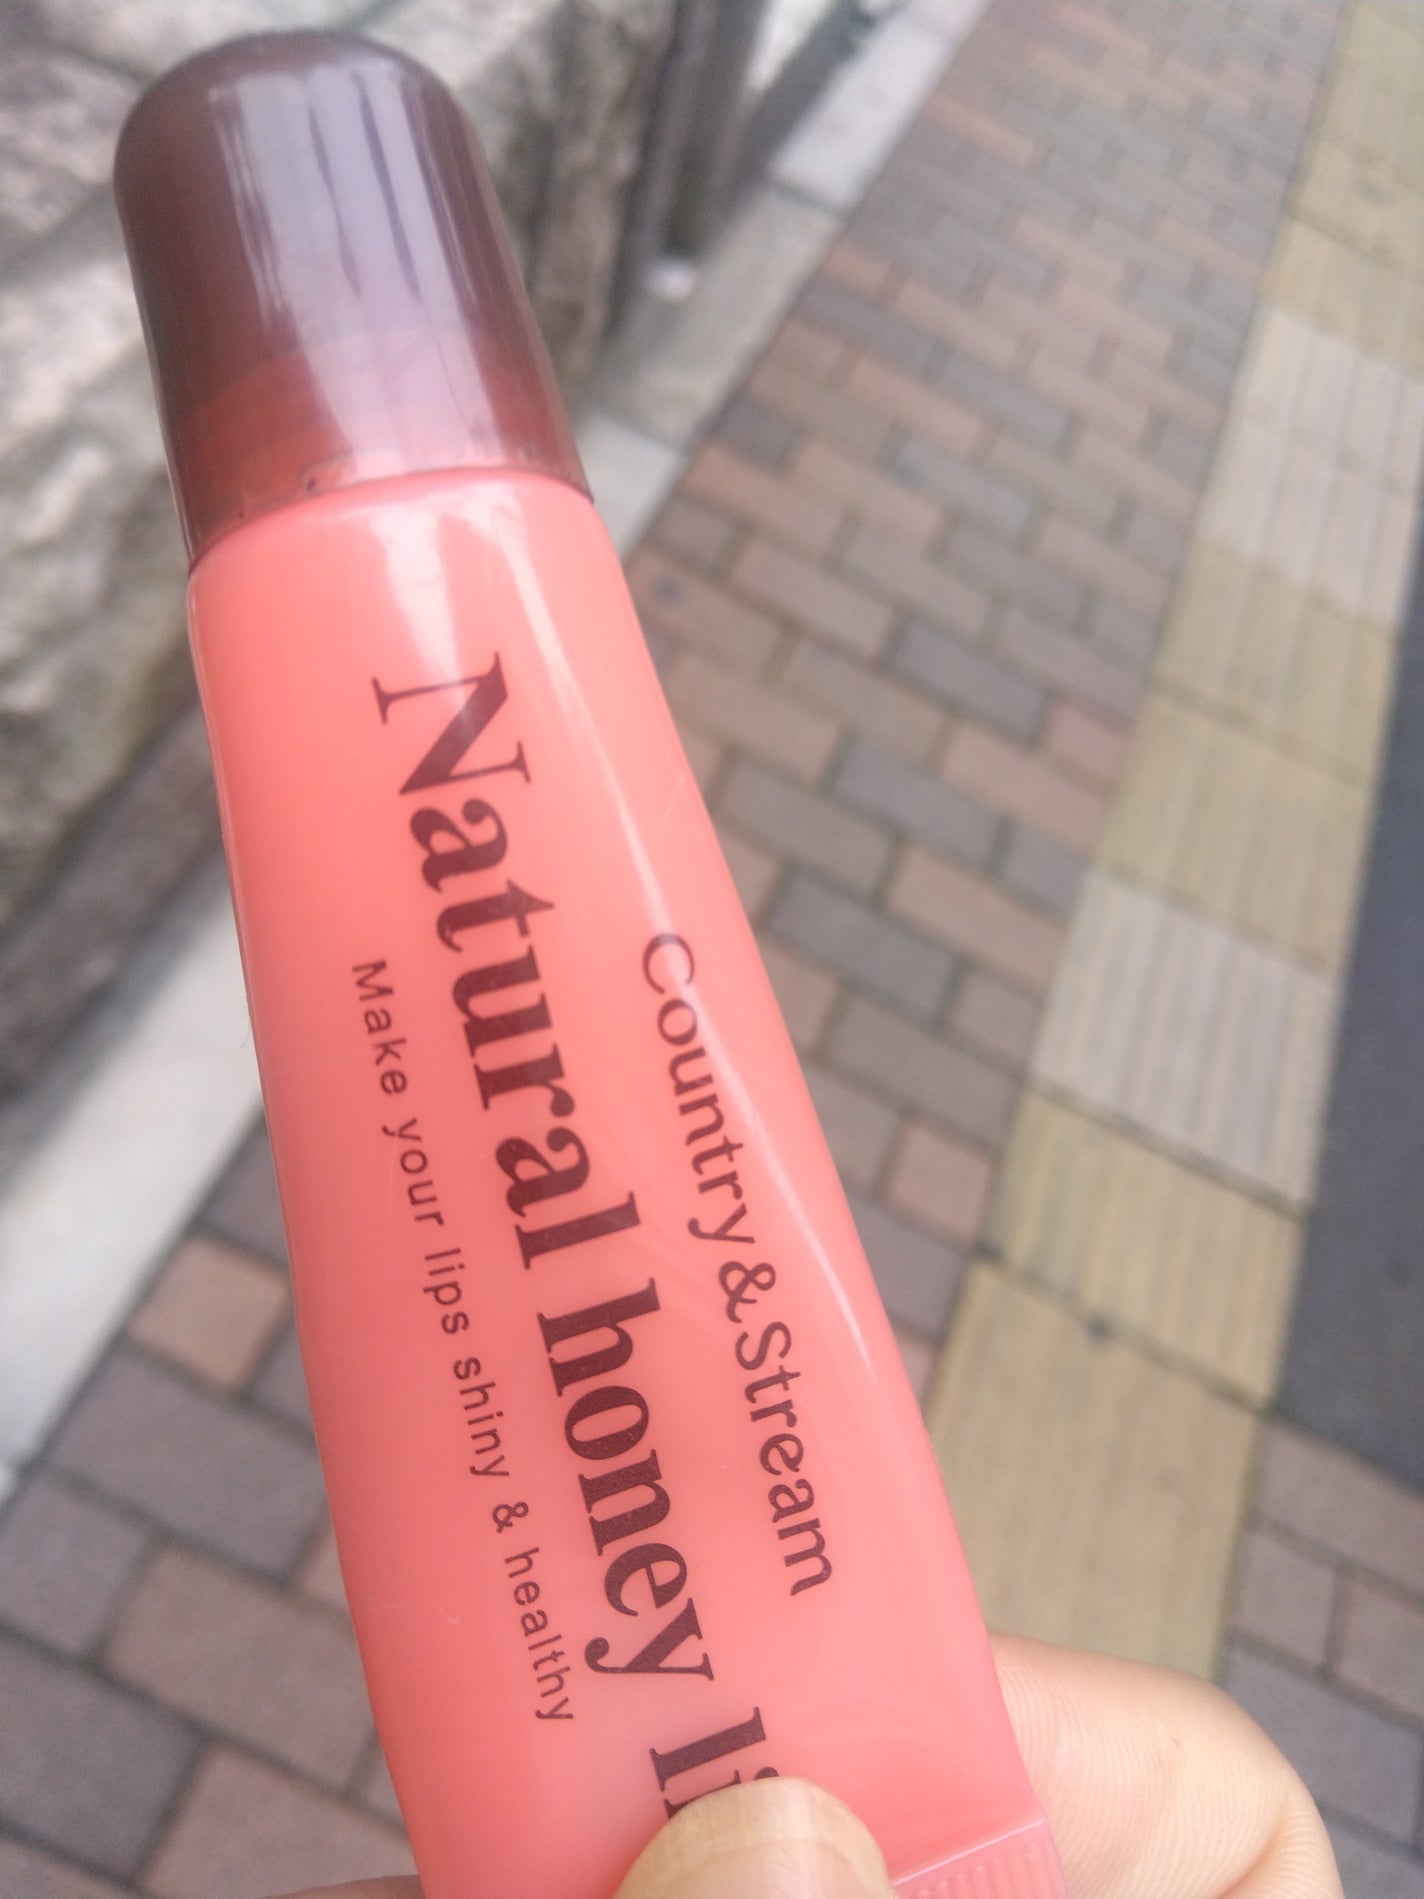 Country&Stream
Natural honey
Make your lips shiny & healthy